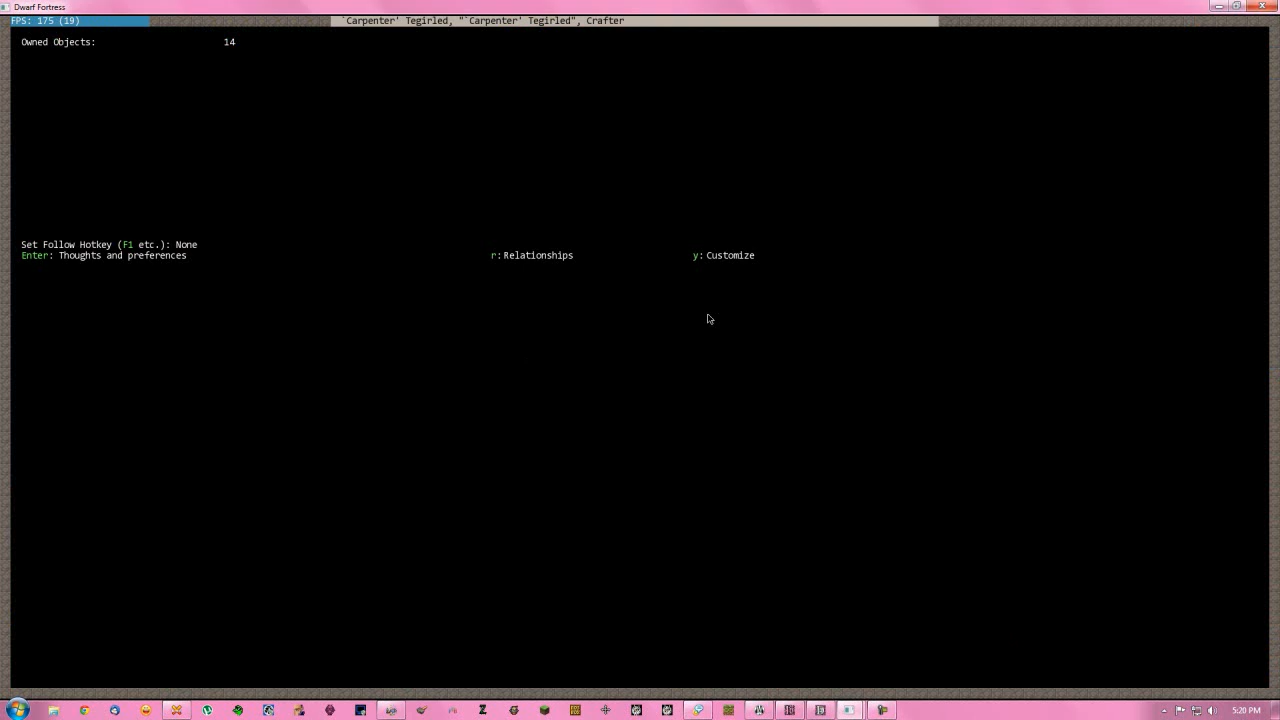 Dwarf Fortress
FPS: 175 (19)
`Carpenter' Tegirled, "`Carpenter' Tegirled", Crafter
Owned Objects: 14
Set Follow Hotkey (F1 etc.): None
Enter: Thoughts and preferences r: Relationships y: Customize
5:20 PM